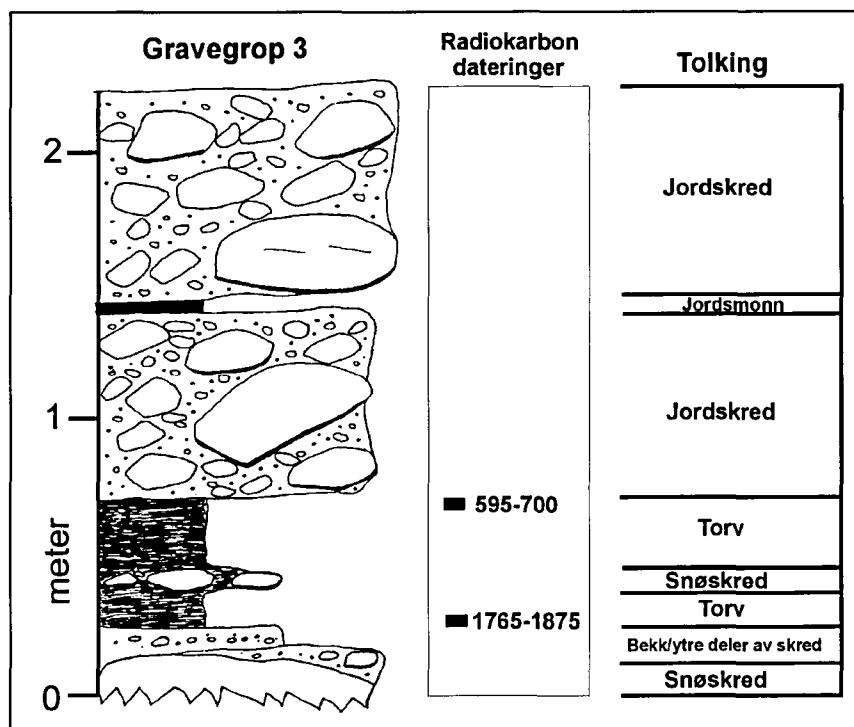 Gravegrop 3
Radiokarbon
dateringer
Tolking
2
1
0
meter
595-700
1765-1875
Jordskred
Jordsmonn
Jordskred
Torv
Snøskred
Torv
Bekk/ytre deler av skred
Snøskred